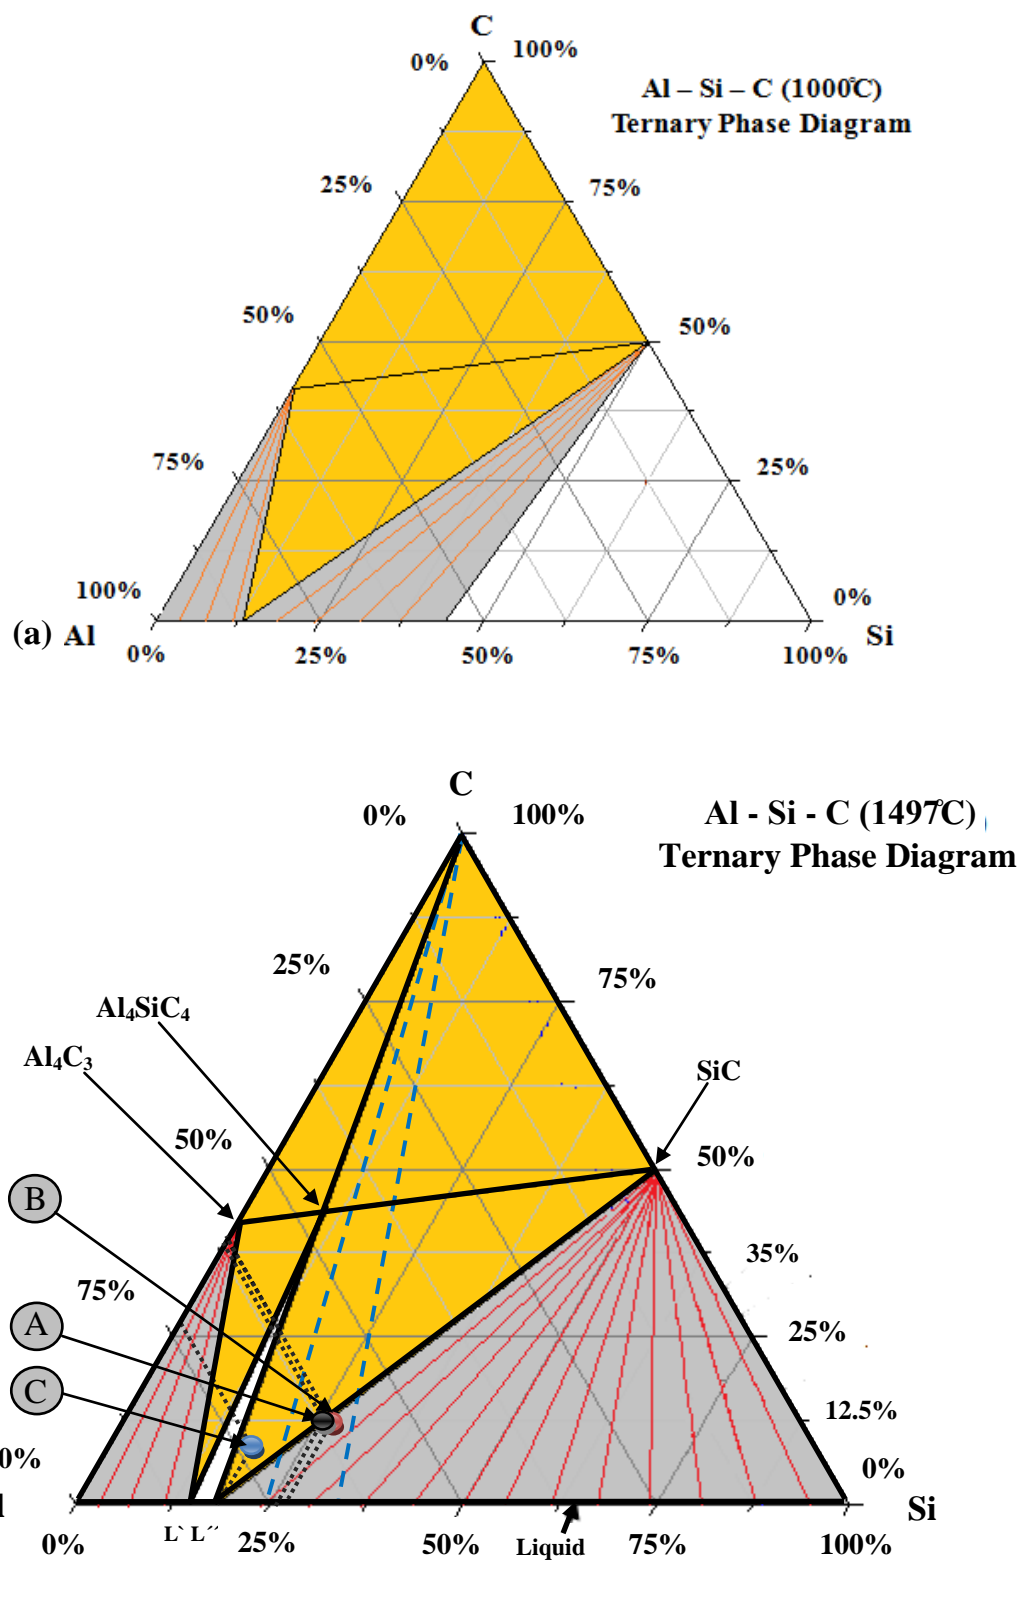 C
0% 100%
Al – Si – C (1000℃)
Ternary Phase Diagram
25% 75%
50% 50%
75% 25%
100% 0%
(a) Al Si
0% 25% 50% 75% 100%
C
0% 100% Al - Si - C (1497℃)
Ternary Phase Diagram
25% 75%
Al₄SiC₄
Al₄C₃ SiC
50% 50%
B
35%
75%
A 25%
C
12.5%
0% 0%
Si
L` L´´
0% 25% 50% Liquid 75% 100%